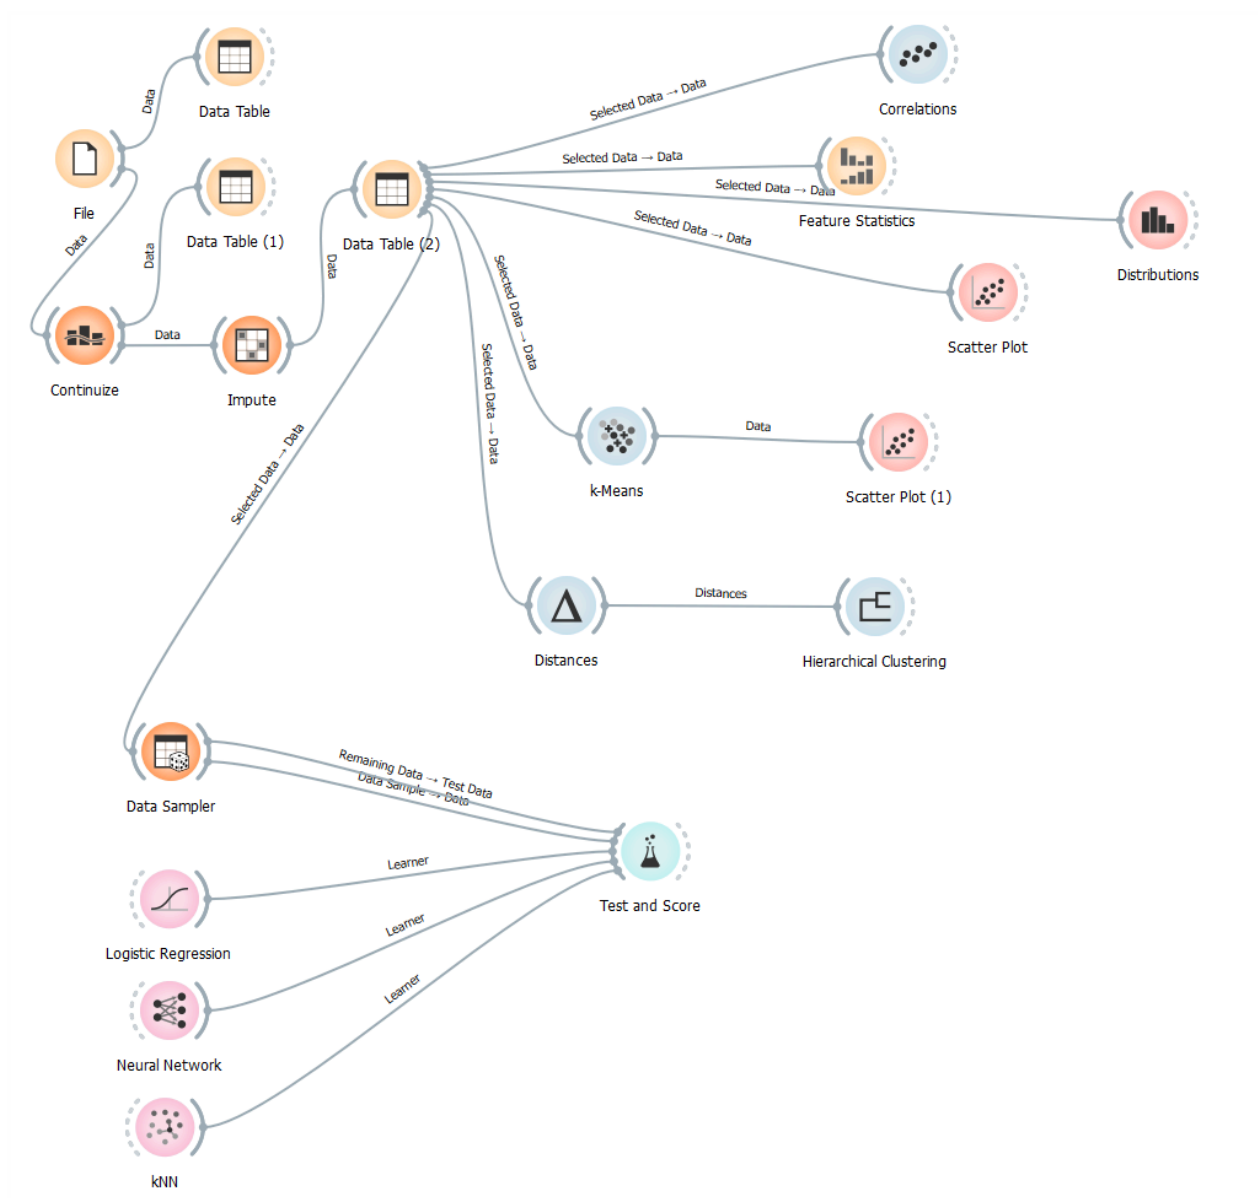 Data Table
Correlations
Data
Selected Data → Data
File
Data
Data Table (1)
Data
Data Table (2)
Data
Selected Data → Data
Feature Statistics
Selected Data → Data
Distributions
Selected Data → Data
Scatter Plot
Continuize
Data
Impute
Selected Data → Data
Selected Data → Data
Selected Data → Data
k-Means
Data
Scatter Plot (1)
Distances
Distances
Hierarchical Clustering
Data Sampler
Remaining Data → Test Data
Data Sample → Data
Test and Score
Learner
Logistic Regression
Learner
Neural Network
Learner
kNN